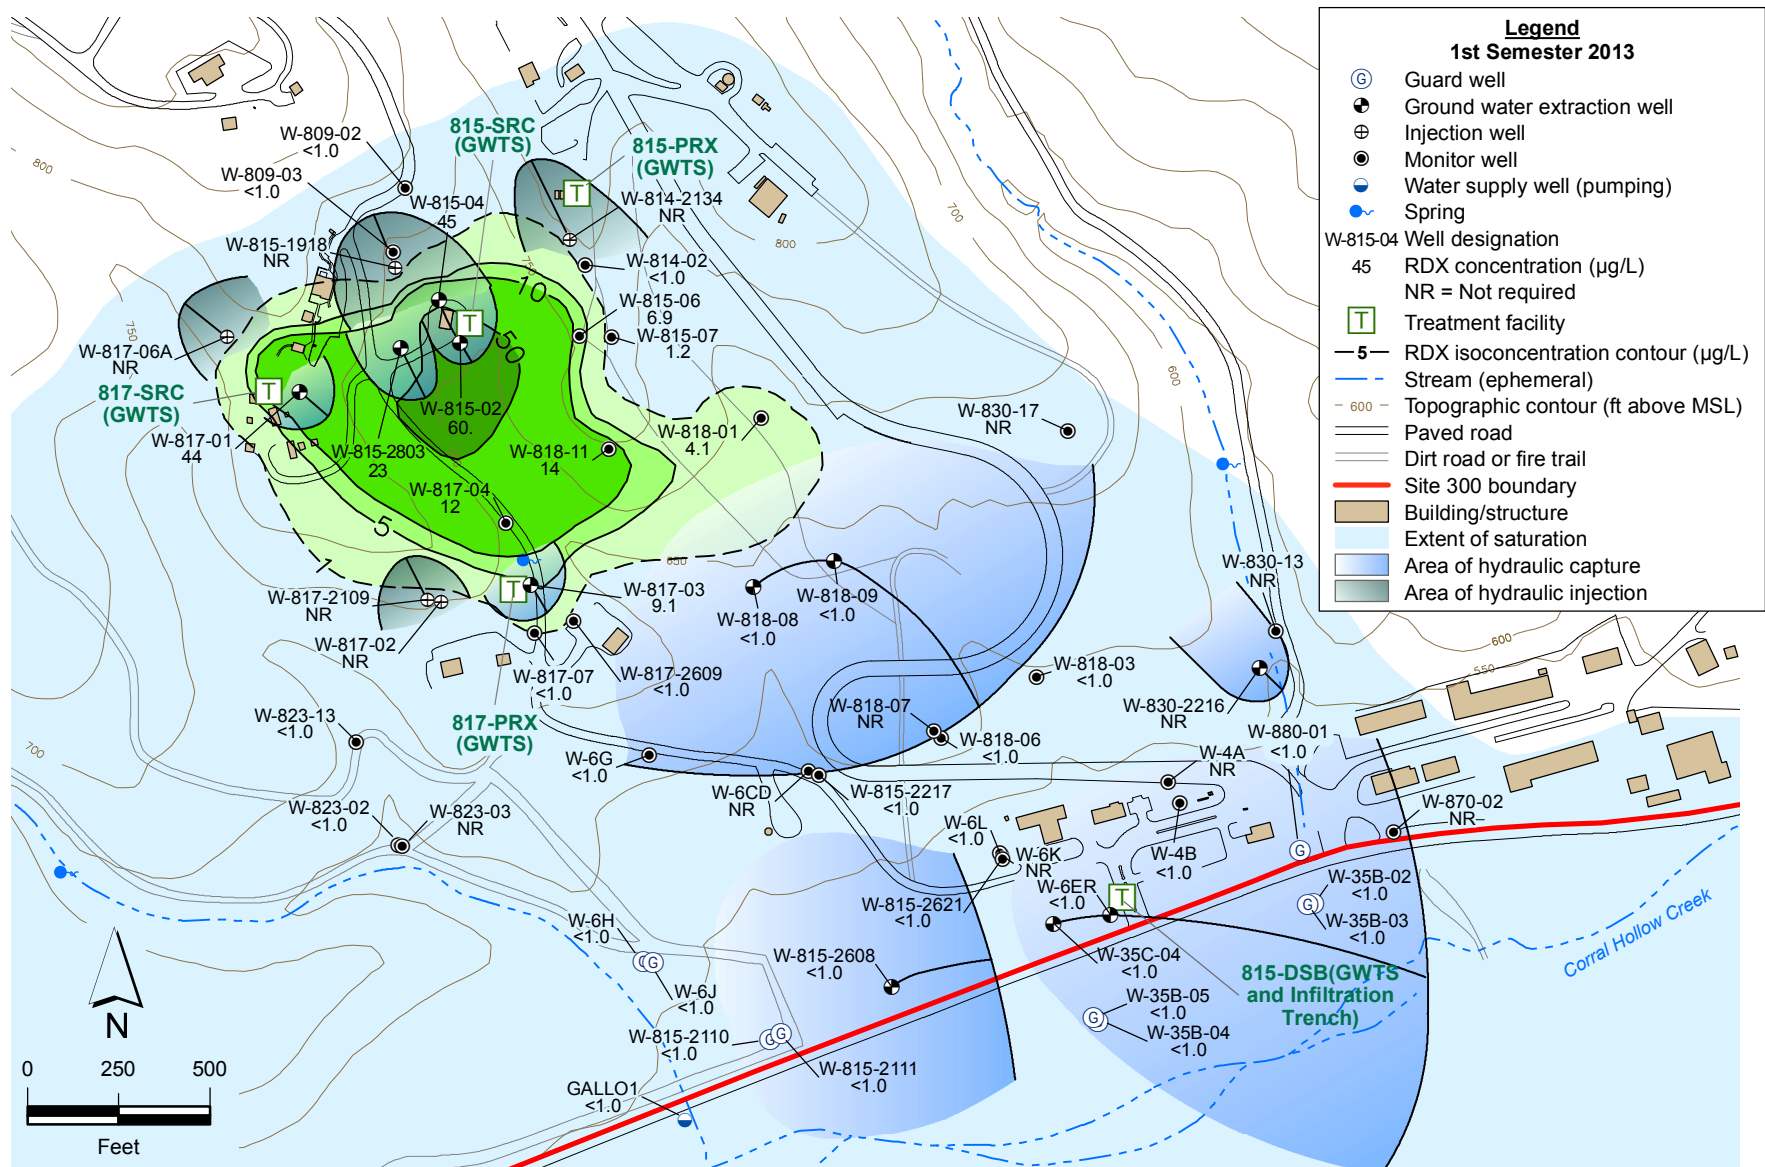 Legend
1st Semester 2013
Guard well
Ground water extraction well
Injection well
Monitor well
Water supply well (pumping)
Spring
W-815-04 Well designation
45 RDX concentration (µg/L)
NR = Not required
T Treatment facility
5 RDX isoconcentration contour (µg/L)
Stream (ephemeral)
600 Topographic contour (ft above MSL)
Paved road
Dirt road or fire trail
Site 300 boundary
Building/structure
Extent of saturation
Area of hydraulic capture
Area of hydraulic injection
W-809-02
<1.0
W-809-03
<1.0
815-SRC
(GWTS)
815-PRX
(GWTS)
W-815-04
45
W-814-2134
NR
W-815-1918
NR
W-814-02
<1.0
W-815-06
6.9
W-815-07
1.2
W-817-06A
NR
817-SRC
(GWTS)
W-817-01
44
W-815-02
60.
W-815-2803
23
W-818-11
14
W-818-01
4.1
W-830-17
NR
W-817-04
12
W-817-2109
NR
W-817-02
NR
W-817-03
9.1
W-817-07
<1.0
W-817-2609
<1.0
817-PRX
(GWTS)
W-818-08
<1.0
W-818-09
<1.0
W-830-13
NR
W-818-03
<1.0
W-830-2216
NR
W-880-01
<1.0
W-818-07
NR
W-818-06
<1.0
W-4A
NR
W-823-13
<1.0
W-6G
<1.0
W-6CD
NR
W-815-2217
<1.0
W-823-02
<1.0
W-823-03
NR
W-6L
<1.0
W-6K
NR
W-4B
<1.0
W-870-02
NR
W-6ER
<1.0
W-815-2621
<1.0
W-35B-02
<1.0
W-35B-03
<1.0
W-6H
<1.0
W-815-2608
<1.0
W-35C-04
<1.0
815-DSB(GWTS
and Infiltration
Trench)
W-6J
<1.0
W-35B-05
<1.0
W-35B-04
<1.0
W-815-2110
<1.0
W-815-2111
<1.0
GALLO1
<1.0
Corral Hollow Creek
10
50
5
1
800
750
750
800
700
600
650
700
600
550
T
T
T
T
T
G
G
G
G
G
G
G
G
G
N
0 250 500
Feet